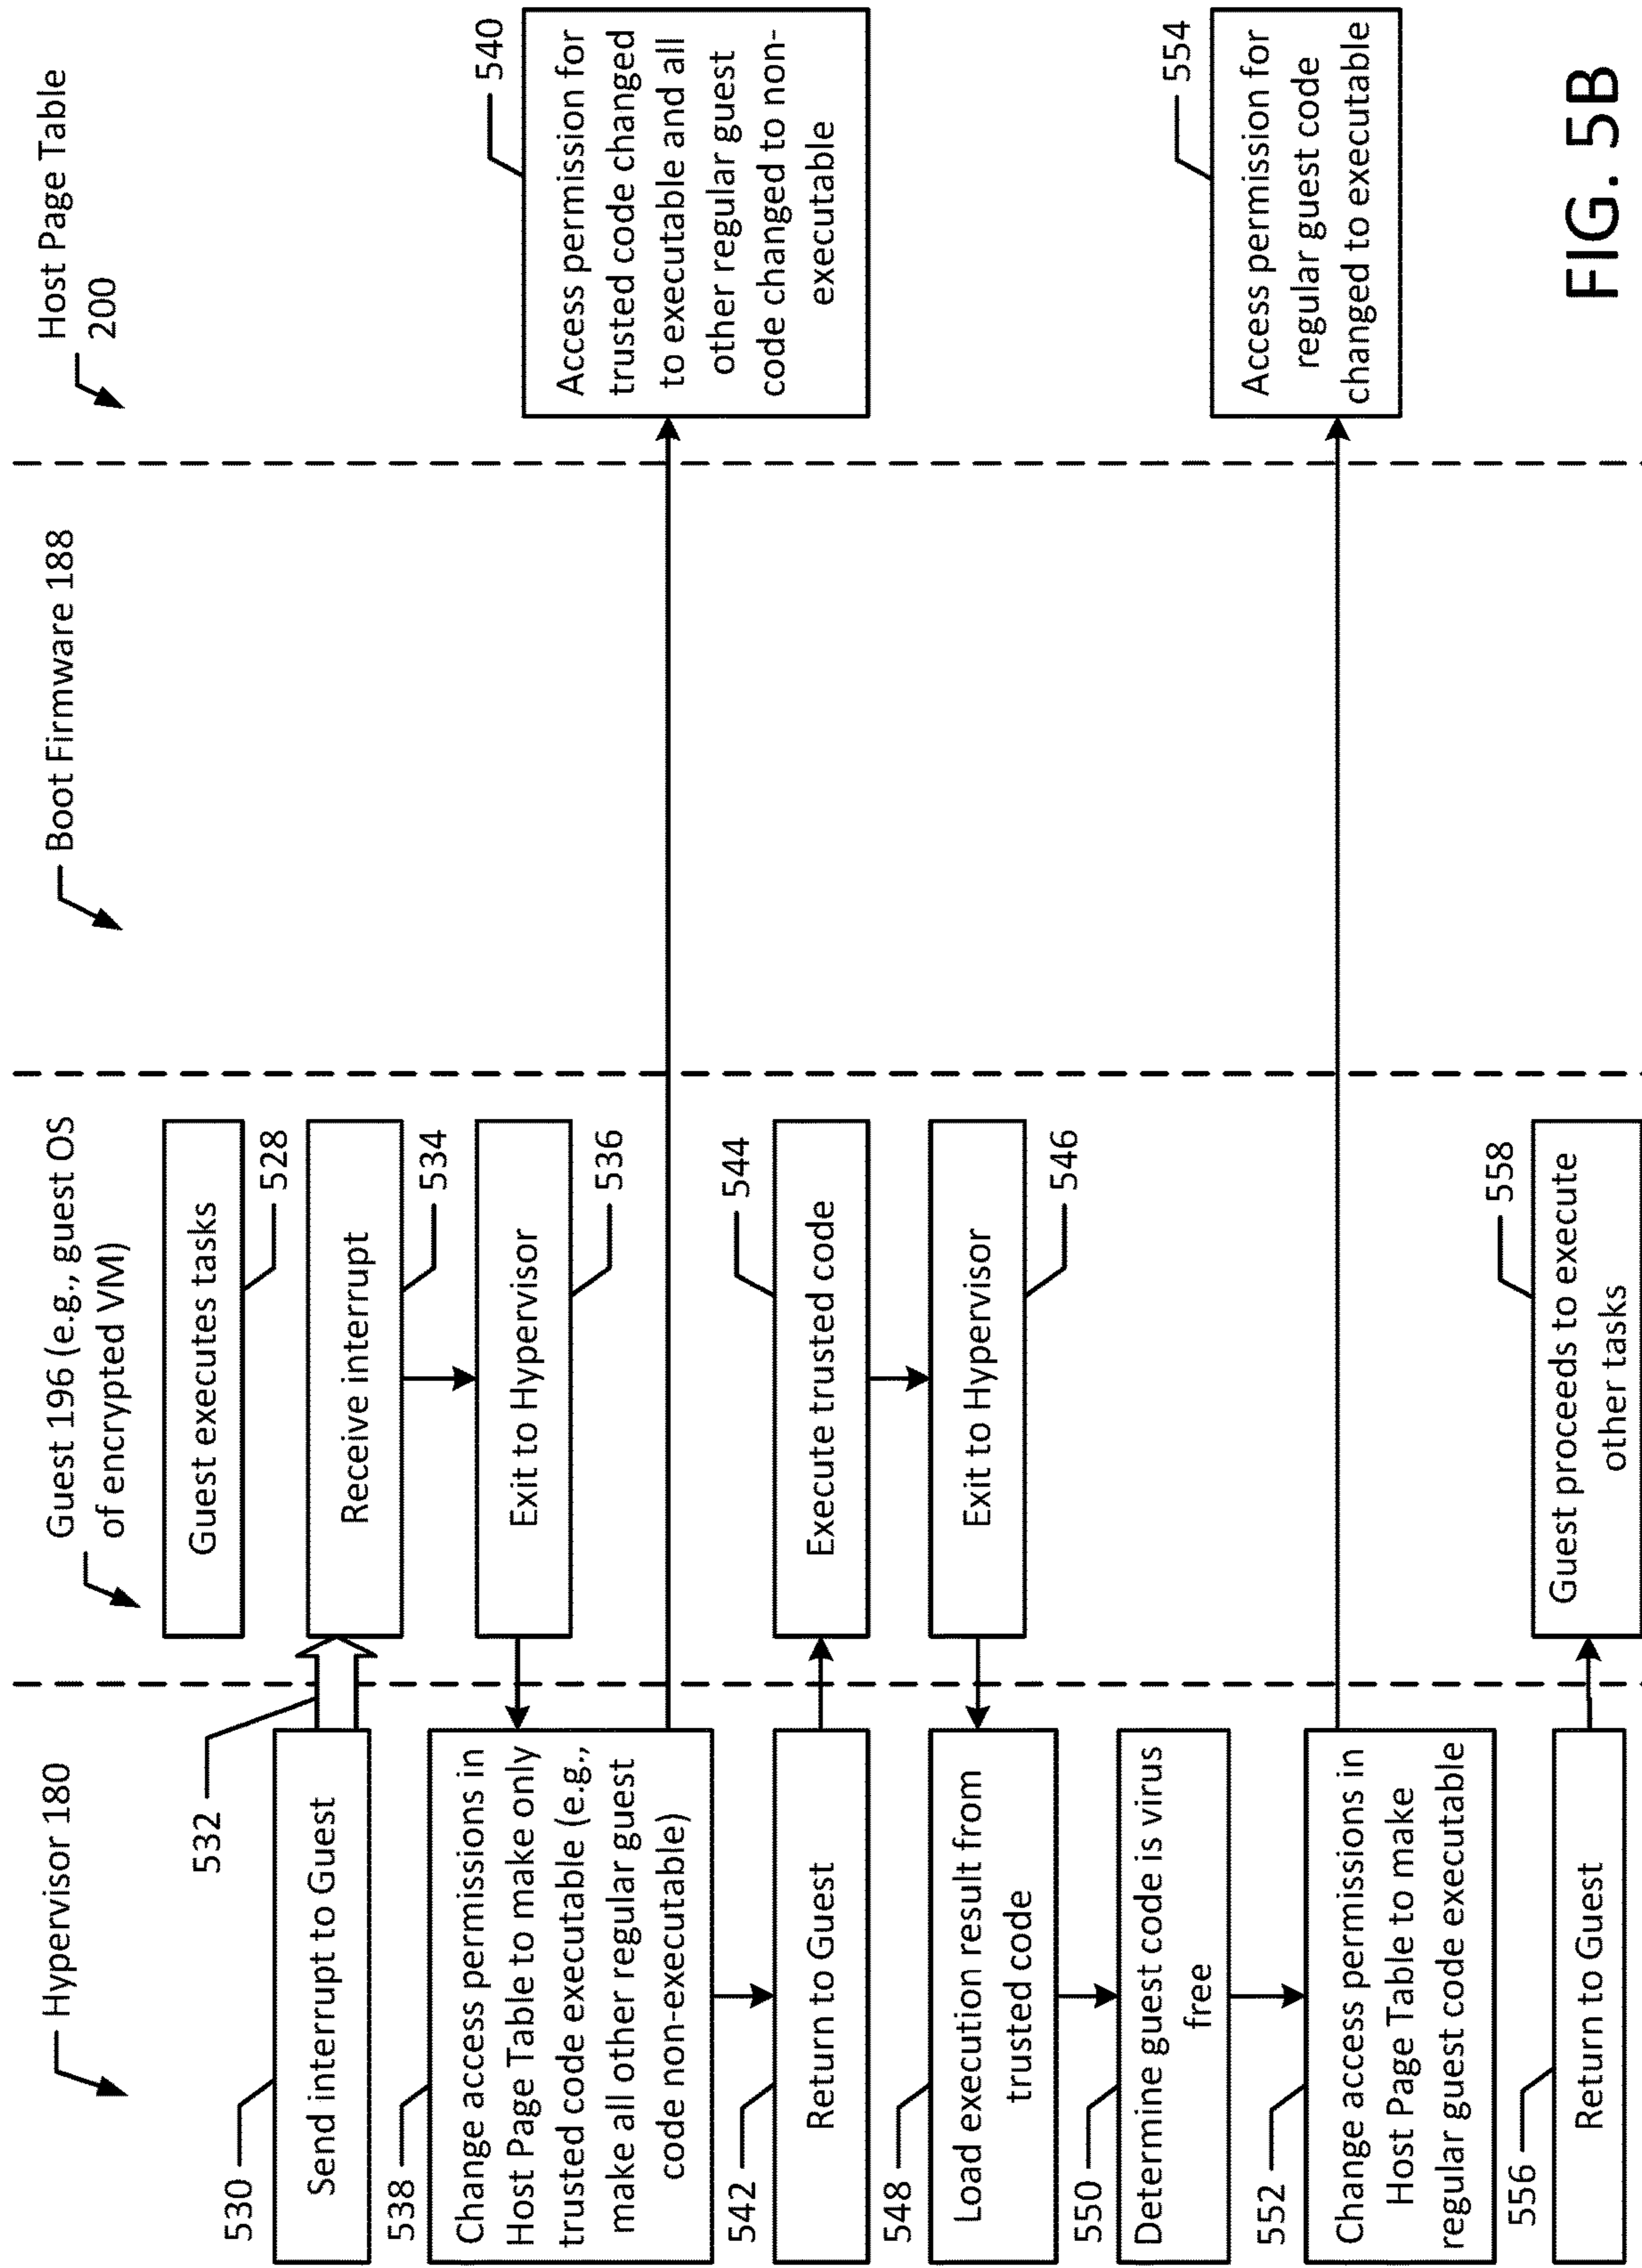 Hypervisor 180
Guest 196 (e.g., guest OS
of encrypted VM)
Boot Firmware 188
Host Page Table
200
Guest executes tasks
528
530
Send interrupt to Guest
532
Receive interrupt
534
Exit to Hypervisor
536
538
Change access permissions in
Host Page Table to make only
trusted code executable (e.g.,
make all other regular guest
code non-executable)
540
Access permission for
trusted code changed
to executable and all
other regular guest
code changed to non-
executable
542
Return to Guest
544
Execute trusted code
Exit to Hypervisor
546
548
Load execution result from
trusted code
550
Determine guest code is virus
free
552
Change access permissions in
Host Page Table to make
regular guest code executable
554
Access permission for
regular guest code
changed to executable
556
Return to Guest
558
Guest proceeds to execute
other tasks
FIG. 5B